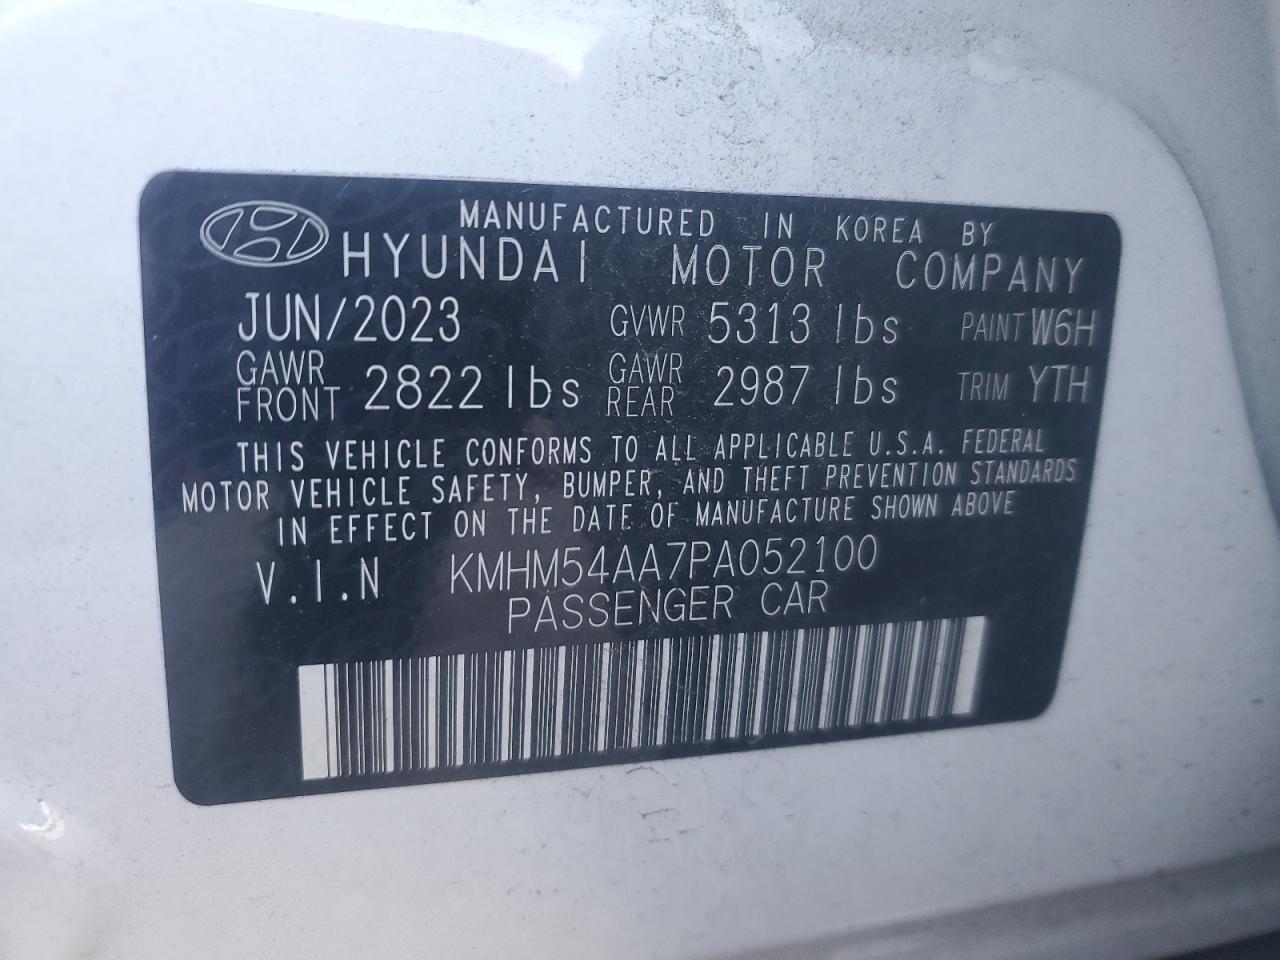 MANUFACTURED IN KOREA BY
HYUNDAI MOTOR COMPANY
JUN/2023 GVWR 5313 lbs PAINT W6H
GAWR FRONT 2822 lbs GAWR REAR 2987 lbs TRIM YTH
THIS VEHICLE CONFORMS TO ALL APPLICABLE U.S.A. FEDERAL
MOTOR VEHICLE SAFETY, BUMPER, AND THEFT PREVENTION STANDARDS
IN EFFECT ON THE DATE OF MANUFACTURE SHOWN ABOVE
V.I.N KMHM54AA7PA052100
PASSENGER CAR